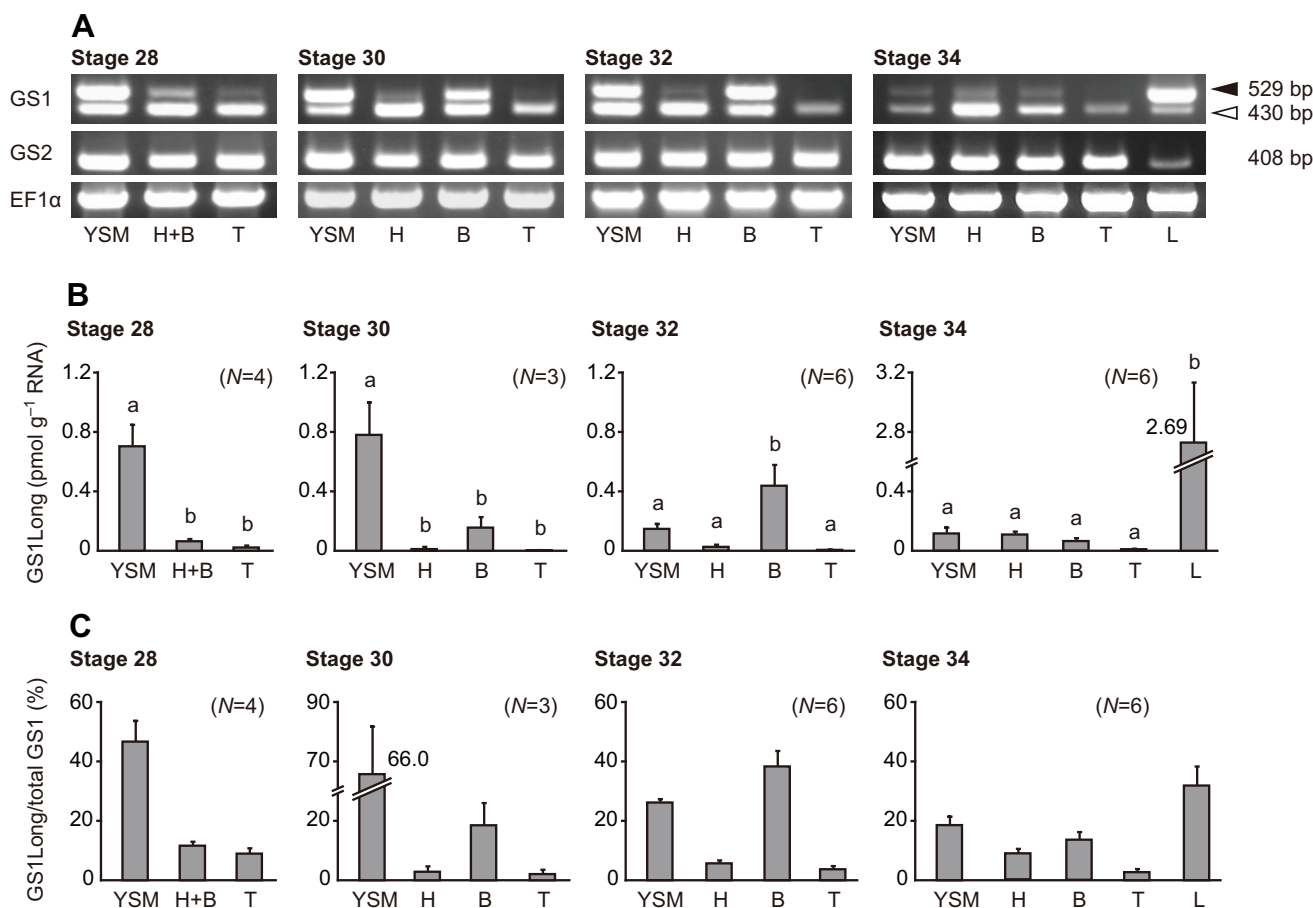 A
Stage 28 Stage 30 Stage 32 Stage 34
GS1 529 bp
430 bp
GS2 408 bp
EF1α
YSM H+B T YSM H B T YSM H B T YSM H B T L
B
Stage 28 Stage 30 Stage 32 Stage 34
GS1Long (pmol g⁻¹ RNA)
1.2 (N=4) 1.2 (N=3) 1.2 (N=6) 3.2 (N=6) b
a a
0.8 0.8 0.8 2.8 2.69
b
0.4 0.4 0.4 0.4
b b b b b a a a a a a a
0 0 0 0
YSM H+B T YSM H B T YSM H B T YSM H B T L
C
Stage 28 Stage 30 Stage 32 Stage 34
GS1Long/total GS1 (%)
60 (N=4) 90 (N=3) 60 (N=6) 60 (N=6)
40 70 66.0 40 40
20 20 20 20
0 0 0 0
YSM H+B T YSM H B T YSM H B T YSM H B T L